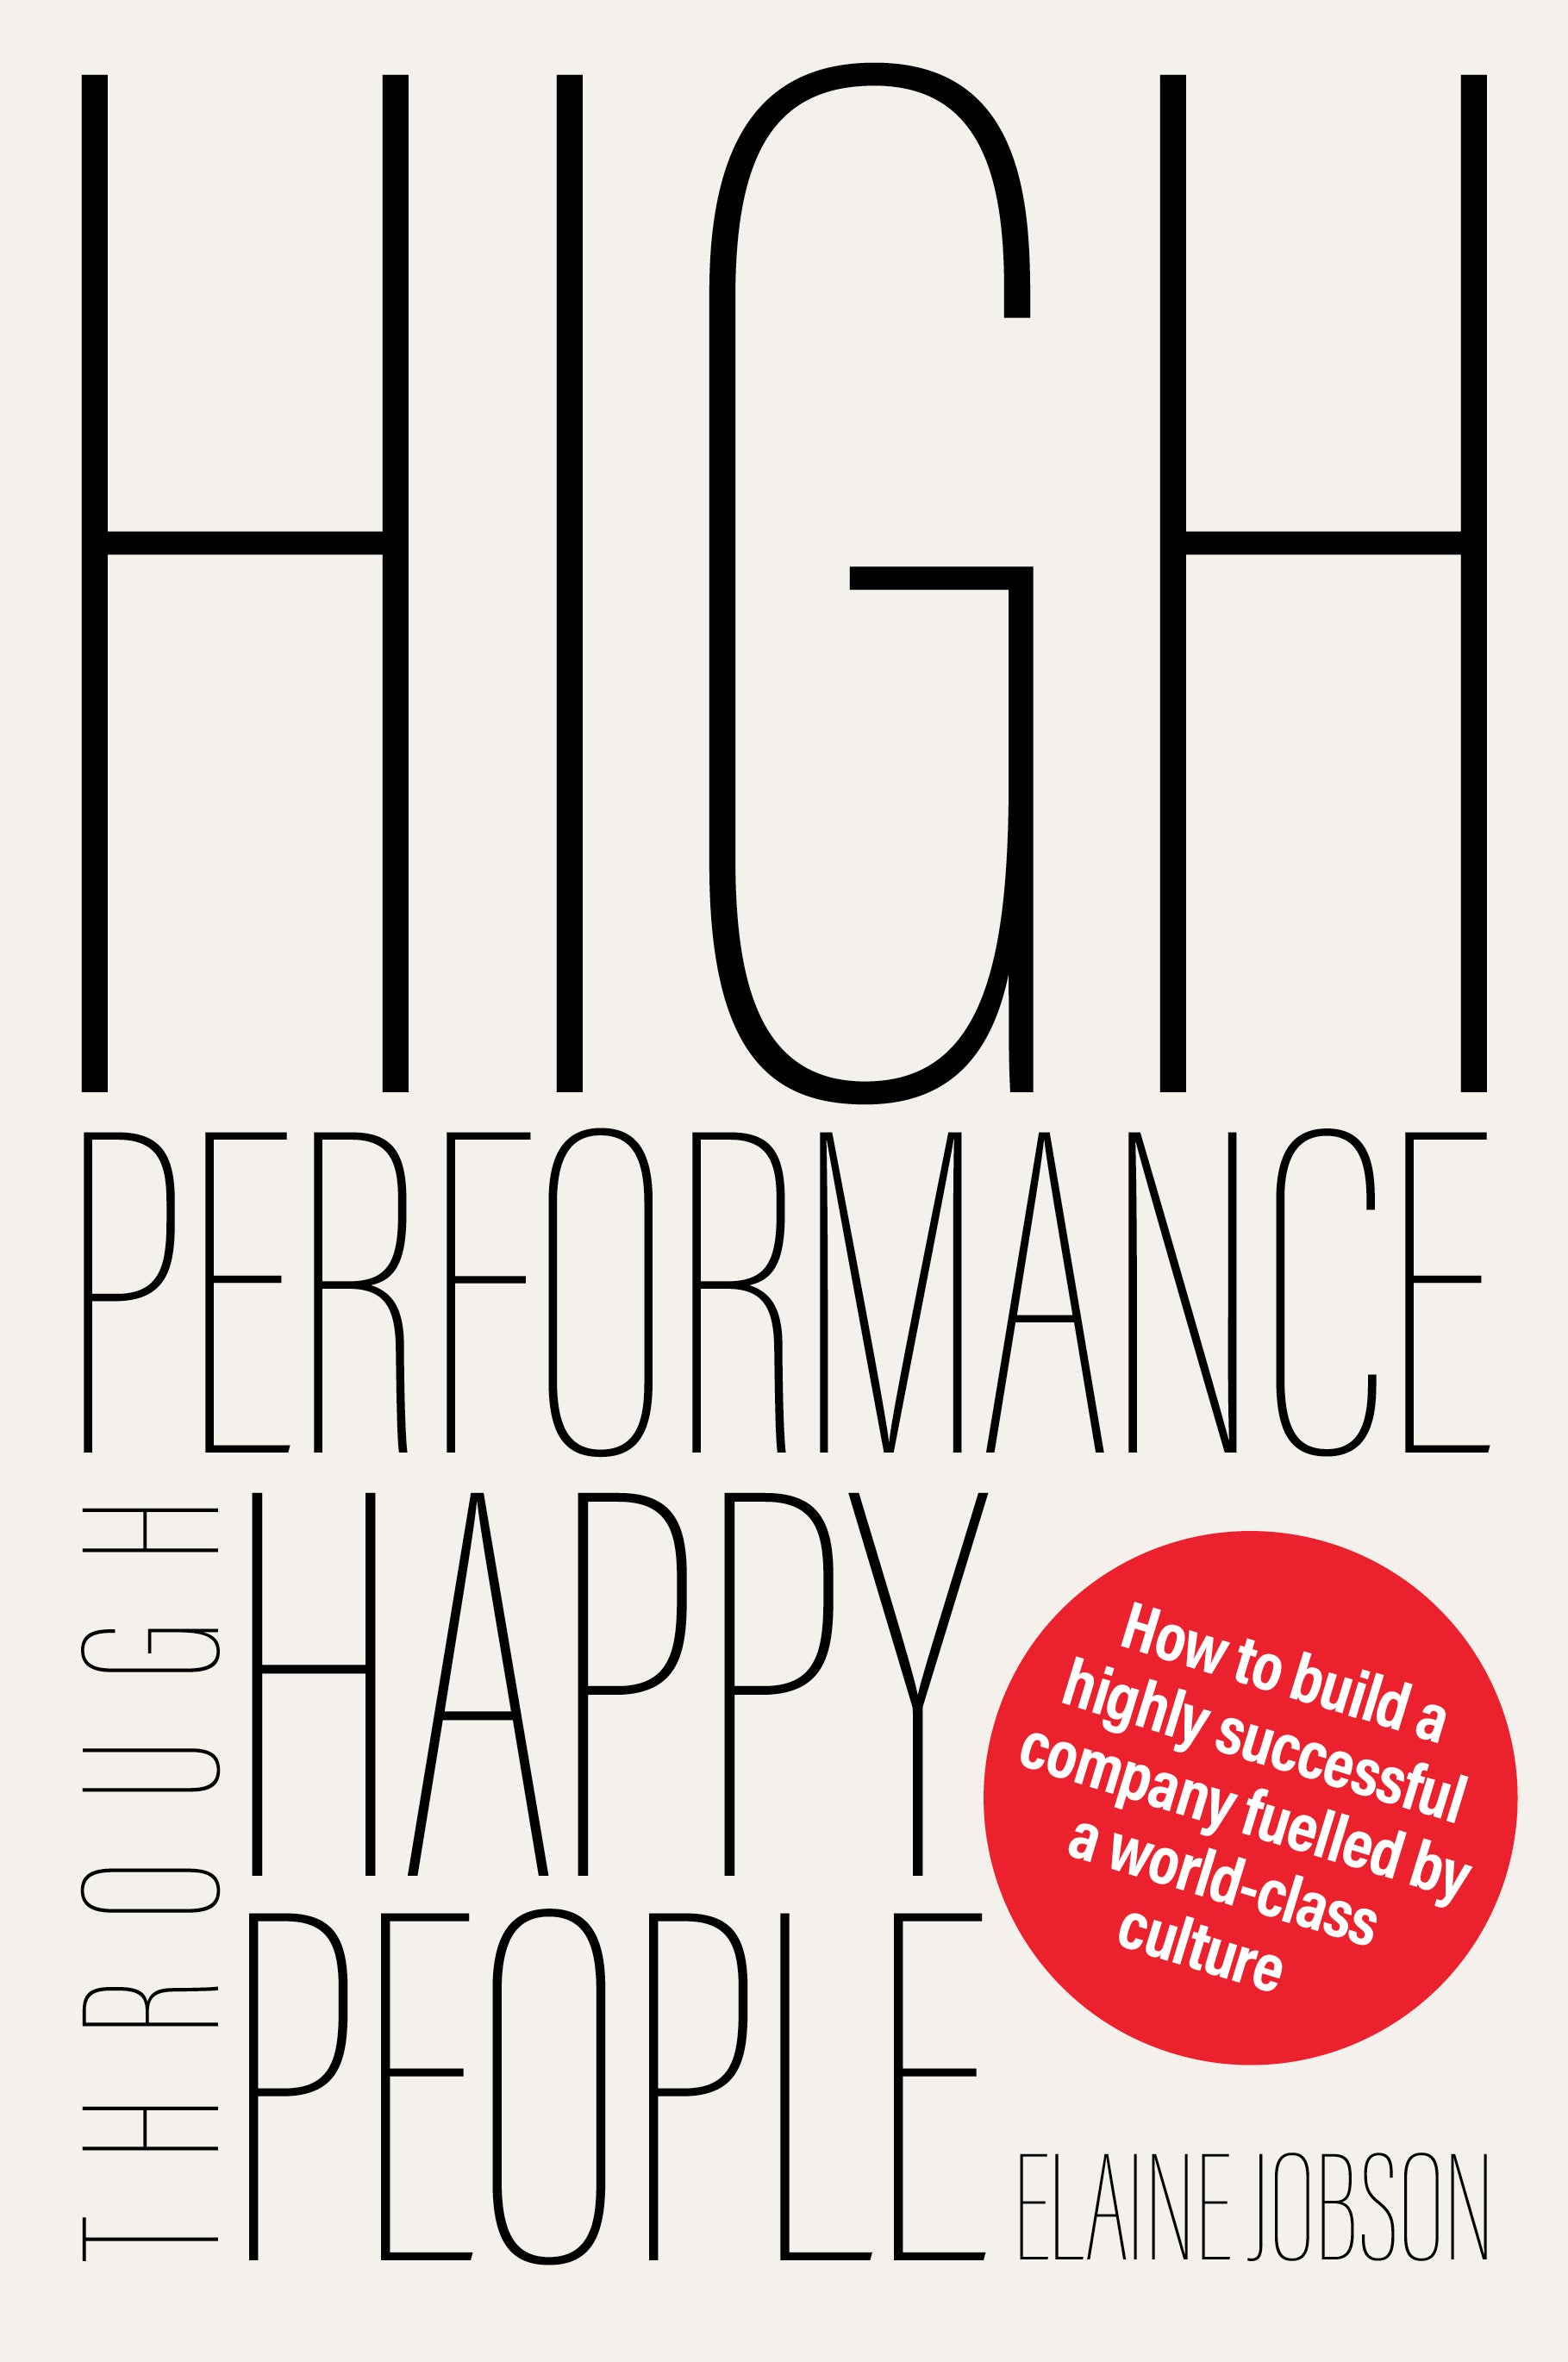 HIGH
PERFORMANCE
THROUGH
HAPPY
PEOPLE
How to build a
highly successful
company fuelled by
a world-class
culture
ELAINE JOBSON